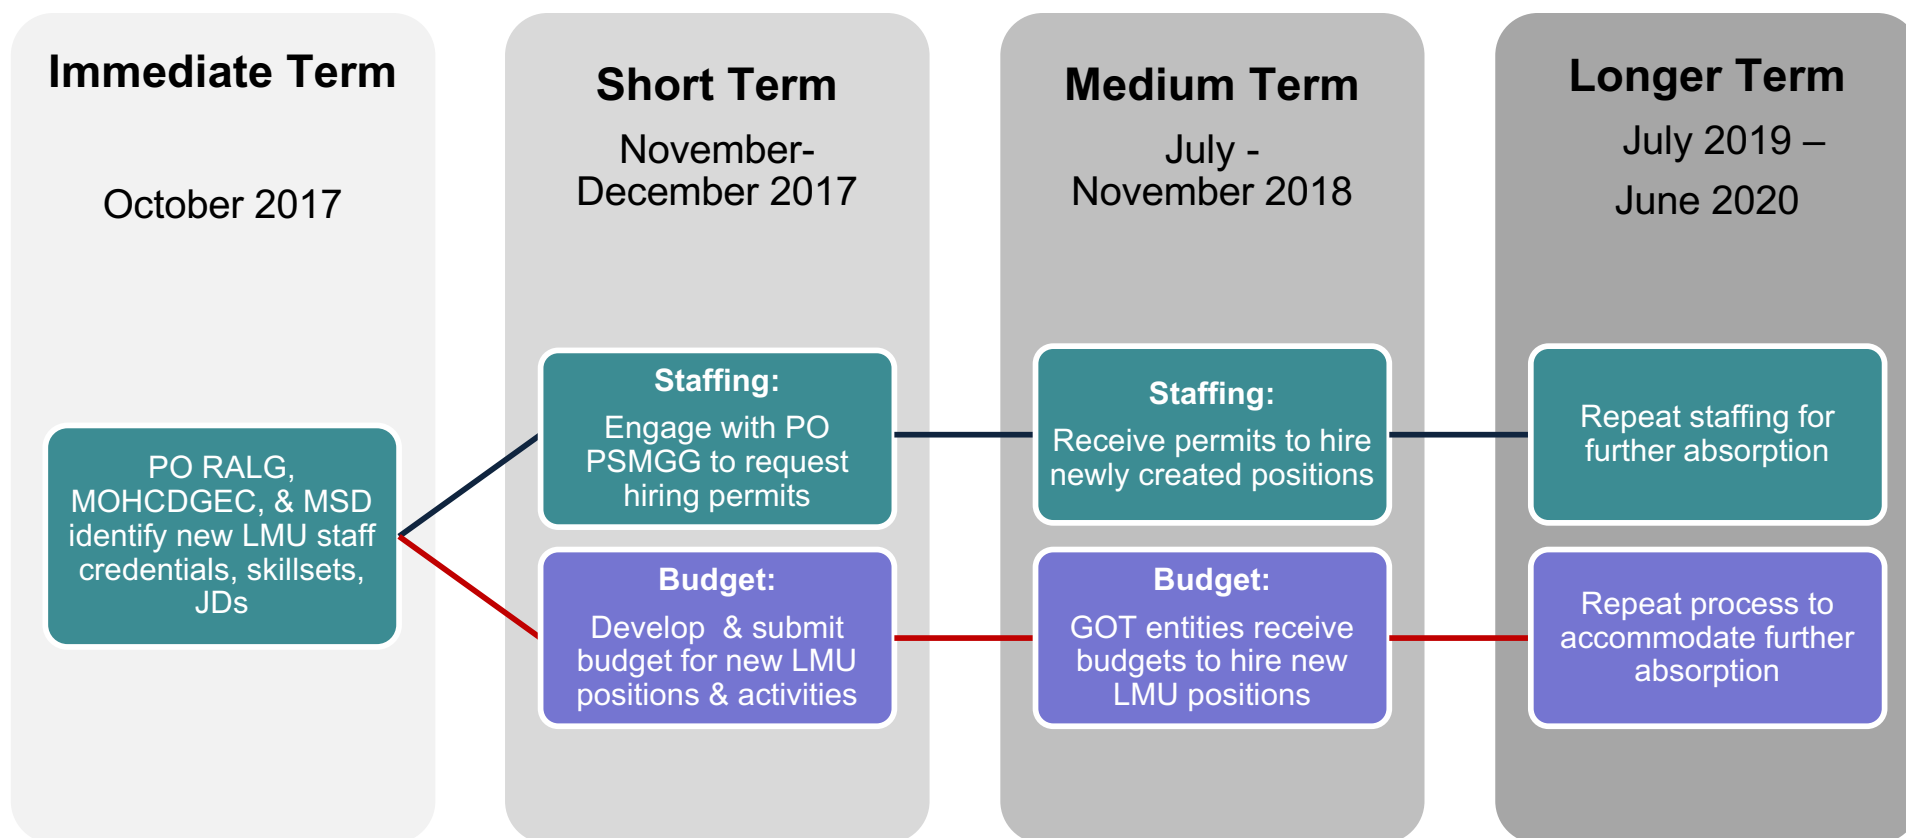 Immediate Term
October 2017
PO RALG,
MOHCDGEC, & MSD
identify new LMU staff
credentials, skillsets,
JDs
Short Term
November-
December 2017
Staffing:
Engage with PO
PSMGG to request
hiring permits
Budget:
Develop & submit
budget for new LMU
positions & activities
Medium Term
July -
November 2018
Staffing:
Receive permits to hire
newly created positions
Budget:
GOT entities receive
budgets to hire new
LMU positions
Longer Term
July 2019 –
June 2020
Repeat staffing for
further absorption
Repeat process to
accommodate further
absorption